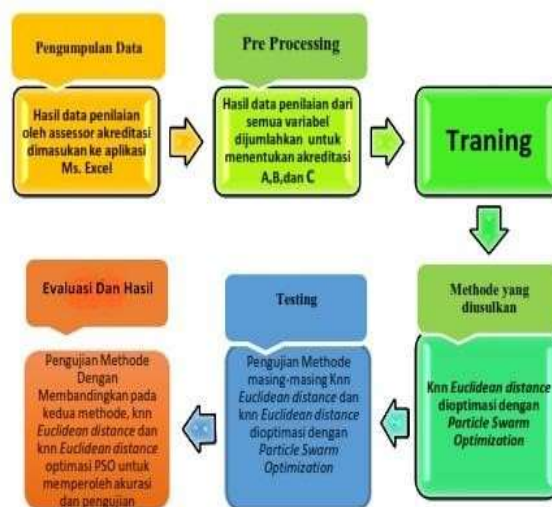 Pengumpulan Data
Hasil data penilaian
oleh assessor akreditasi
dimasukan ke aplikasi
Ms. Excel
Pre Processing
Hasil data penilaian dari
semua variabel
dijumlahkan untuk
menentukan akreditasi
A,B,dan C
Traning
Methode yang
diusulkan
Knn Euclidean distance
dioptimasi dengan
Particle Swarm
Optimization
Testing
Pengujian Methode
masing-masing Knn
Euclidean distance dan
knn Euclidean distance
dioptimasi dengan
Particle Swarm
Optimization
Evaluasi Dan Hasil
Pengujian Methode
Dengan
Membandingkan pada
kedua methode, knn
Euclidean distance dan
knn Euclidean distance
optimasi PSO untuk
memperoleh akurasi
dan pengujian